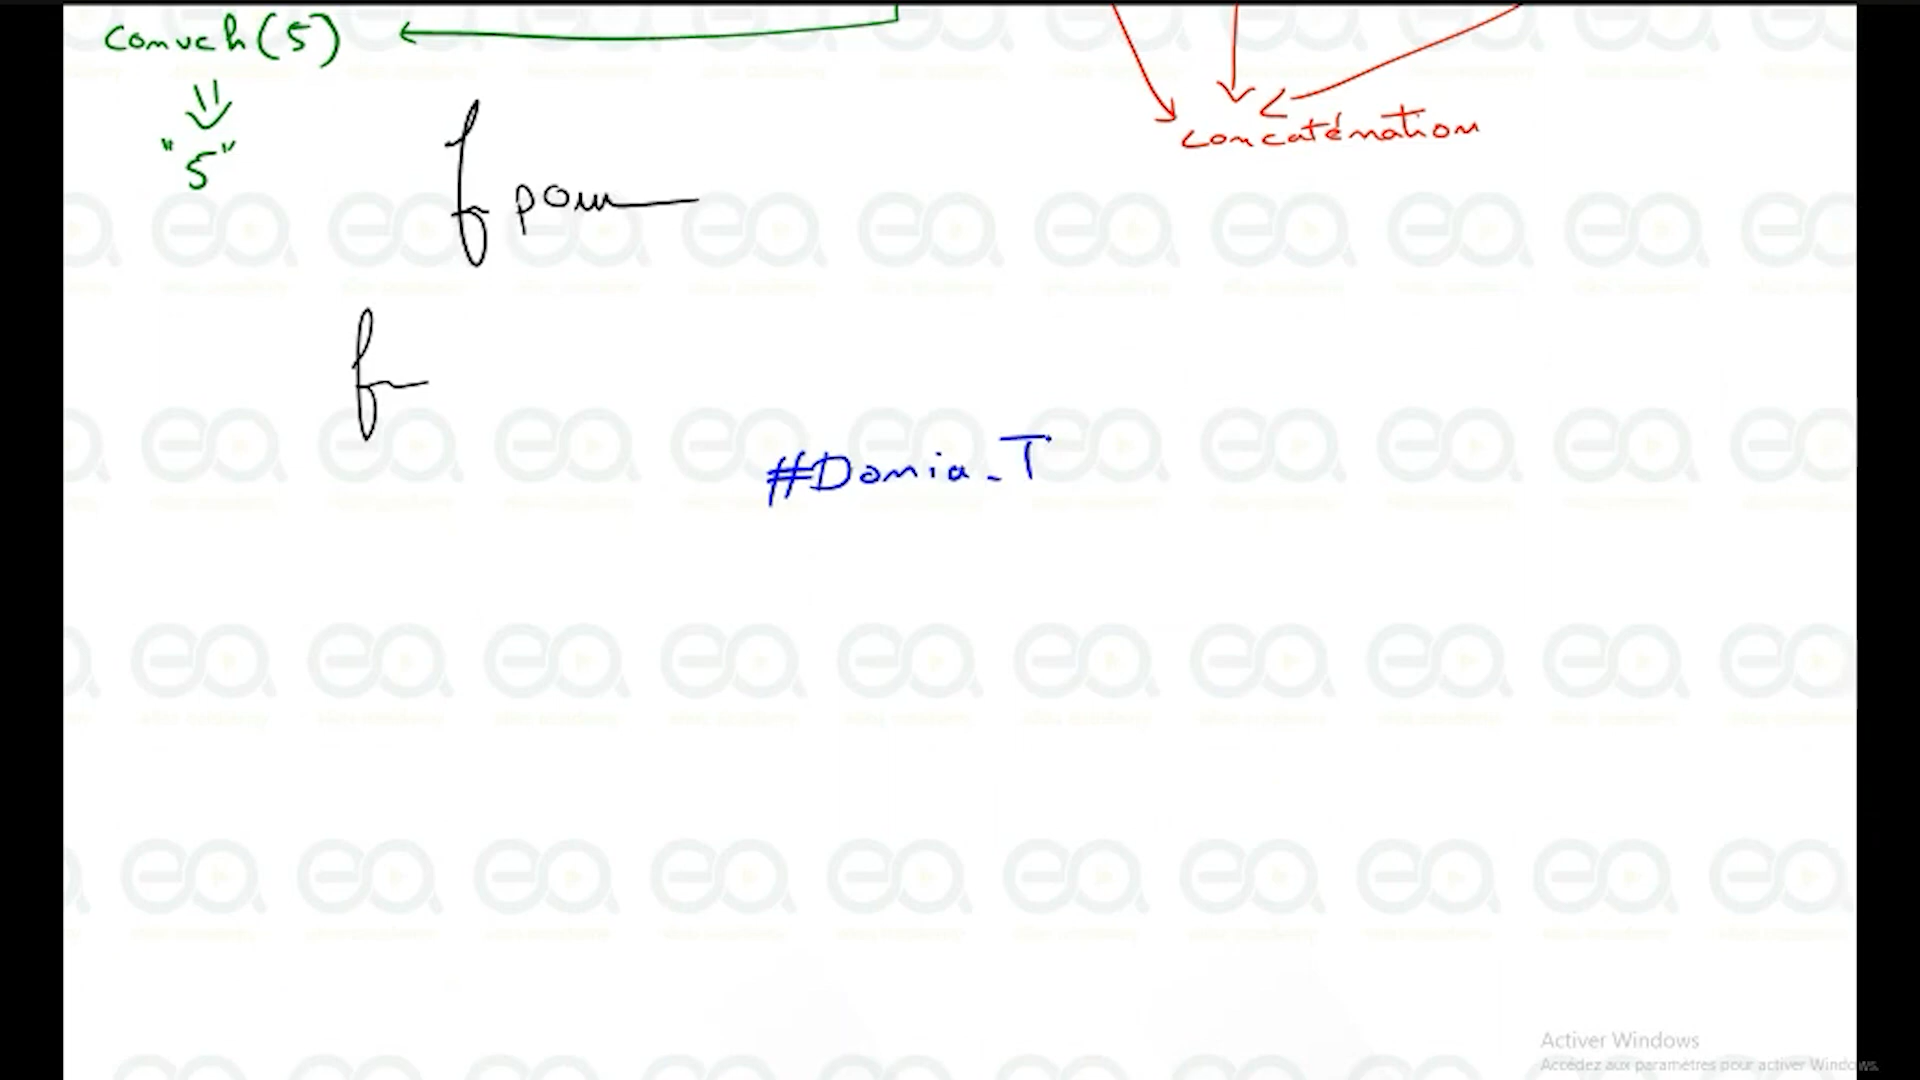 convch(5)
"5"
concaténation
f pour
f
#Donia_T
Activer Windows
Accédez aux paramètres pour activer Windows.